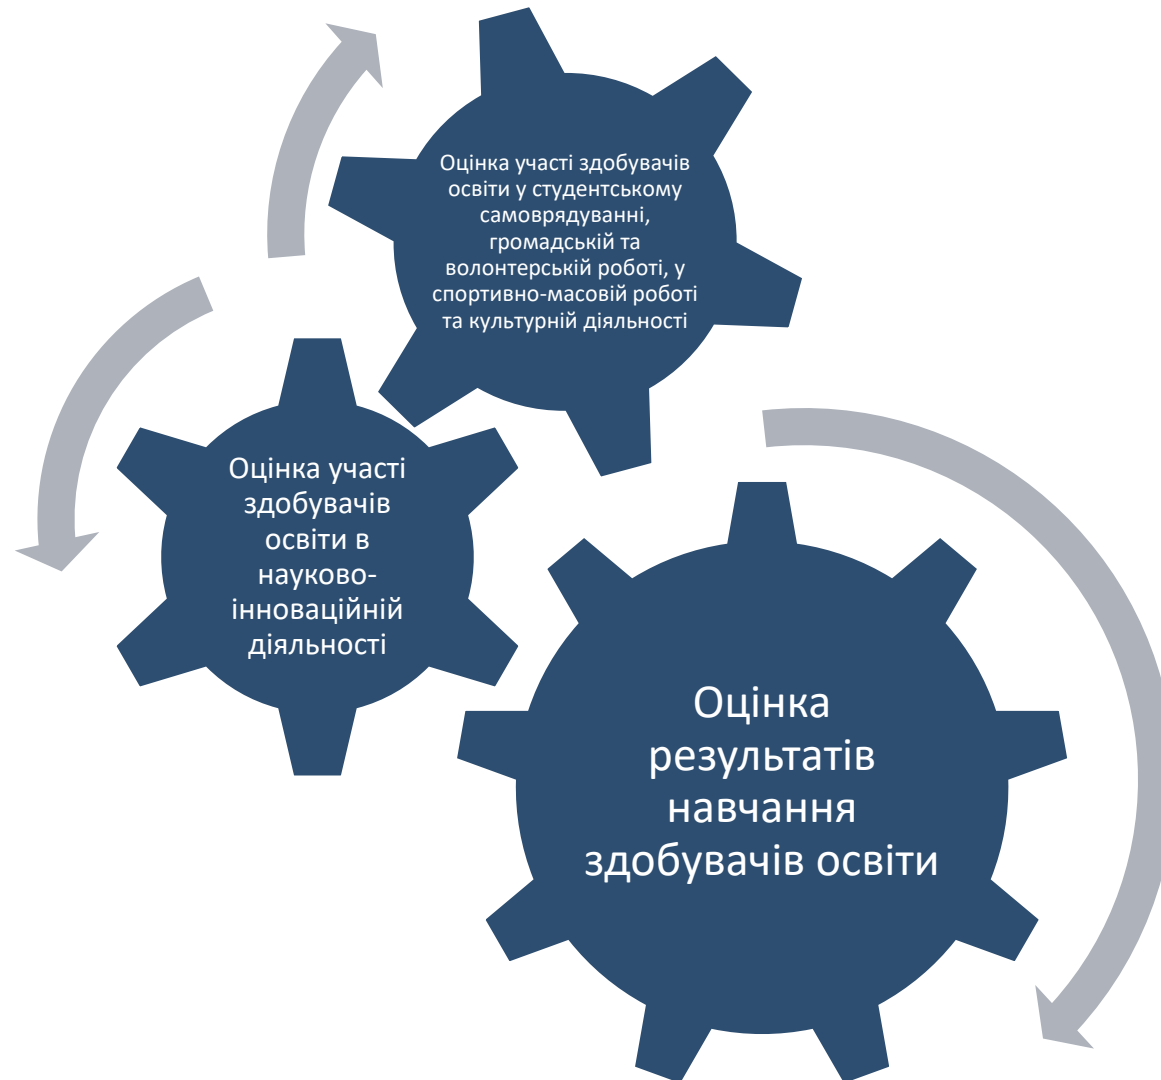 Оцінка участі здобувачів
освіти у студентському
самоврядуванні,
громадській та
волонтерській роботі, у
спортивно-масовій роботі
та культурній діяльності
Оцінка участі
здобувачів
освіти в
науково-
інноваційній
діяльності
Оцінка
результатів
навчання
здобувачів освіти